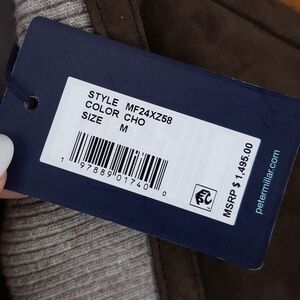 STYLE MF24XZ58
COLOR CHO
SIZE M
1 97889 01740 0
MSRP $ 1,495.00
petermillar.com